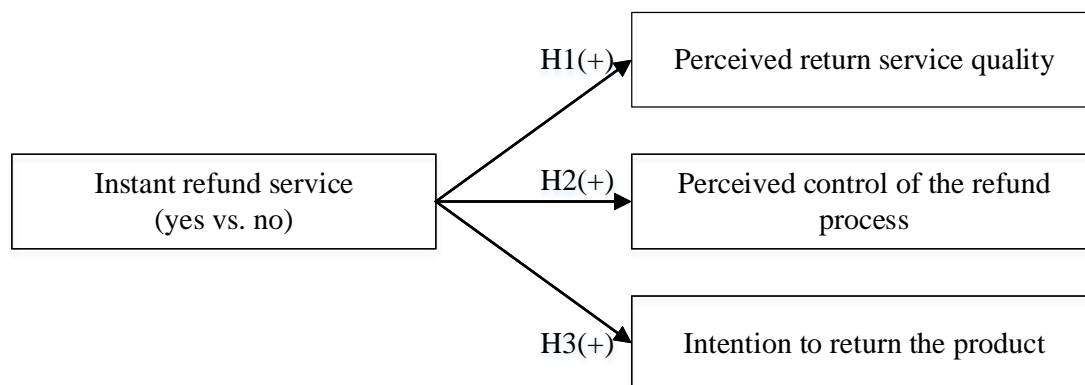 H1(+)
Perceived return service quality
Instant refund service
(yes vs. no)
H2(+)
Perceived control of the refund
process
H3(+)
Intention to return the product